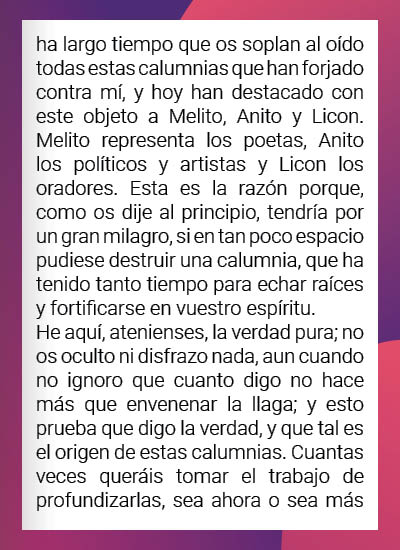 ha largo tiempo que os soplan al oído
todas estas calumnias que han forjado
contra mí, y hoy han destacado con
este objeto a Melito, Anito y Licon.
Melito representa los poetas, Anito
los políticos y artistas y Licon los
oradores. Esta es la razón porque,
como os dije al principio, tendría por
un gran milagro, si en tan poco espacio
pudiese destruir una calumnia, que ha
tenido tanto tiempo para echar raíces
y fortificarse en vuestro espíritu.
He aquí, atenienses, la verdad pura; no
os oculto ni disfrazo nada, aun cuando
no ignoro que cuanto digo no hace
más que envenenar la llaga; y esto
prueba que digo la verdad, y que tal es
el origen de estas calumnias. Cuantas
veces queráis tomar el trabajo de
profundizarlas, sea ahora o sea más